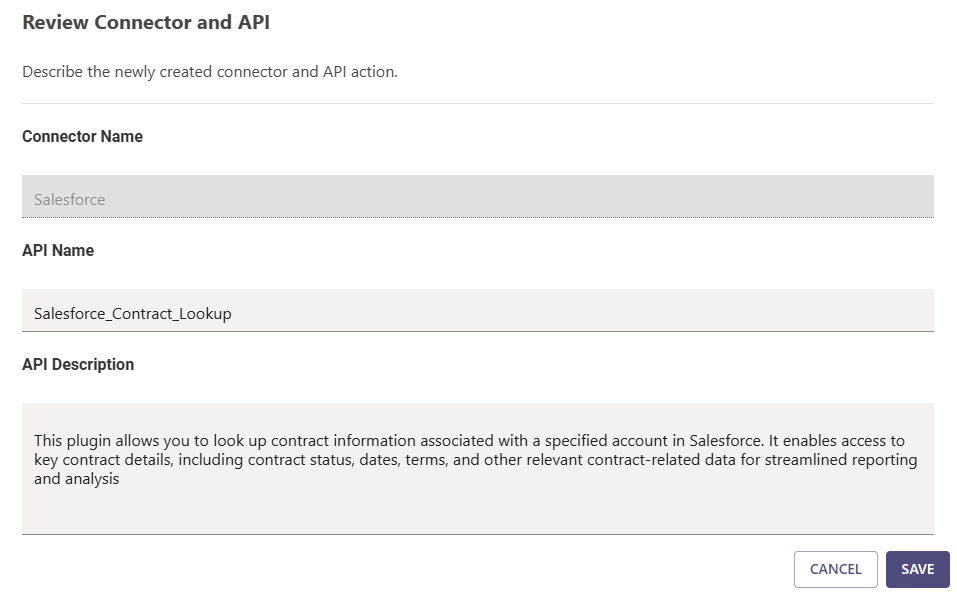 Review Connector and API
Describe the newly created connector and API action.
Connector Name
Salesforce
API Name
Salesforce_Contract_Lookup
API Description
This plugin allows you to look up contract information associated with a specified account in Salesforce. It enables access to
key contract details, including contract status, dates, terms, and other relevant contract-related data for streamlined reporting
and analysis
CANCEL SAVE